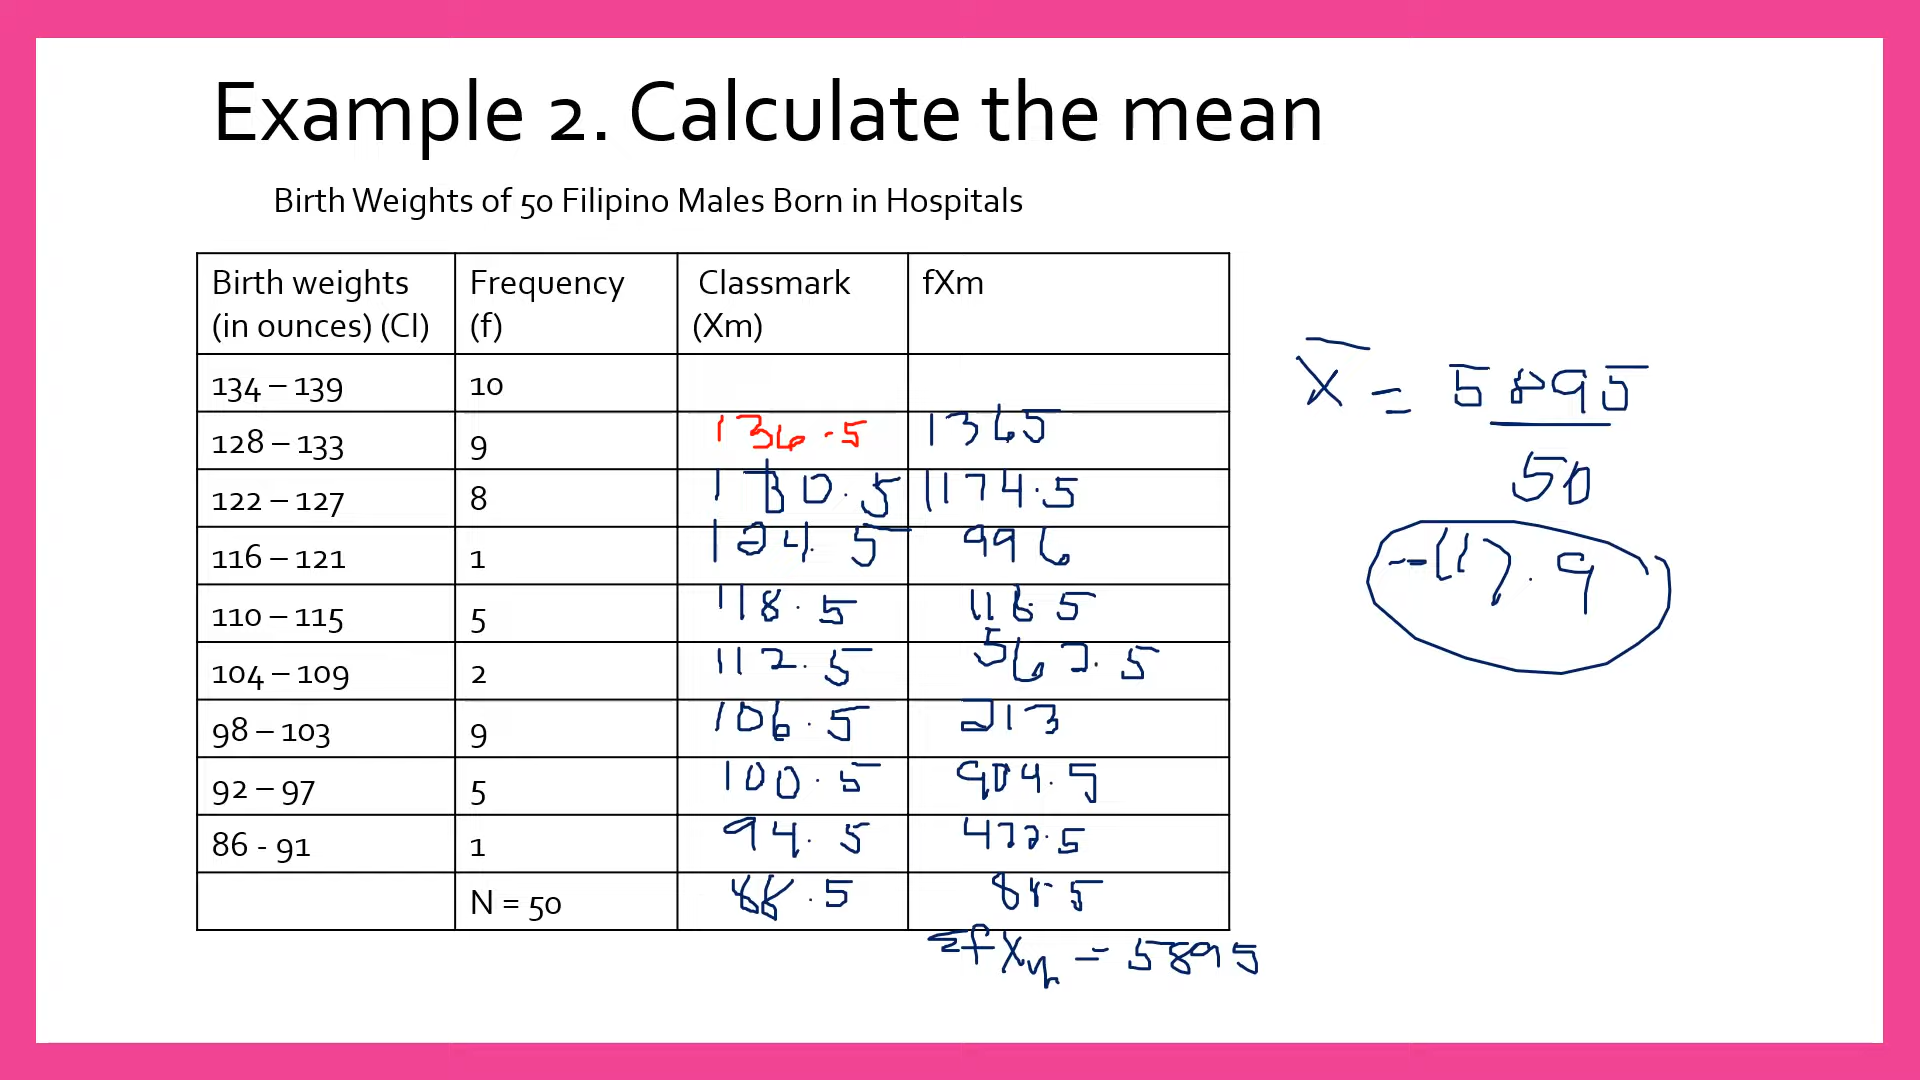 Example 2. Calculate the mean
Birth Weights of 50 Filipino Males Born in Hospitals
Birth weights (in ounces) (CI) Frequency (f) Classmark (Xm) fXm
134 – 139 10
128 – 133 9 136.5 1365
122 – 127 8 130.5 1174.5
116 – 121 1 124.5 996
110 – 115 5 118.5 118.5
104 – 109 2 112.5 562.5
98 – 103 9 106.5 213
92 – 97 5 100.5 904.5
86 - 91 1 94.5 472.5
N = 50 88.5 88.5
ΣfXm = 5895
X̄ = 5895
50
= 117.9